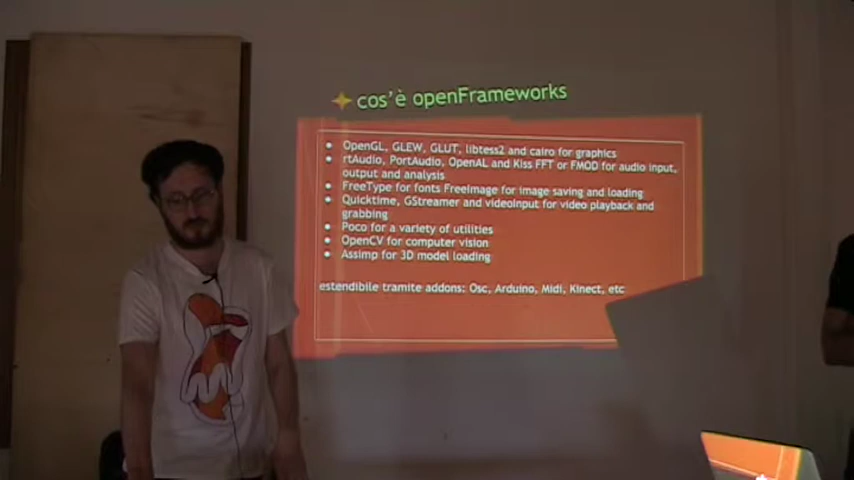 cos'è openFrameworks
OpenGL, GLEW, GLUT, libtess2 and cairo for graphics
rtAudio, PortAudio, OpenAL and Kiss FFT or FMOD for audio input,
output and analysis
FreeType for fonts FreeImage for image saving and loading
Quicktime, GStreamer and videoInput for video playback and
grabbing
Poco for a variety of utilities
OpenCV for computer vision
Assimp for 3D model loading
estendibile tramite addons: Osc, Arduino, Midi, Kinect, etc